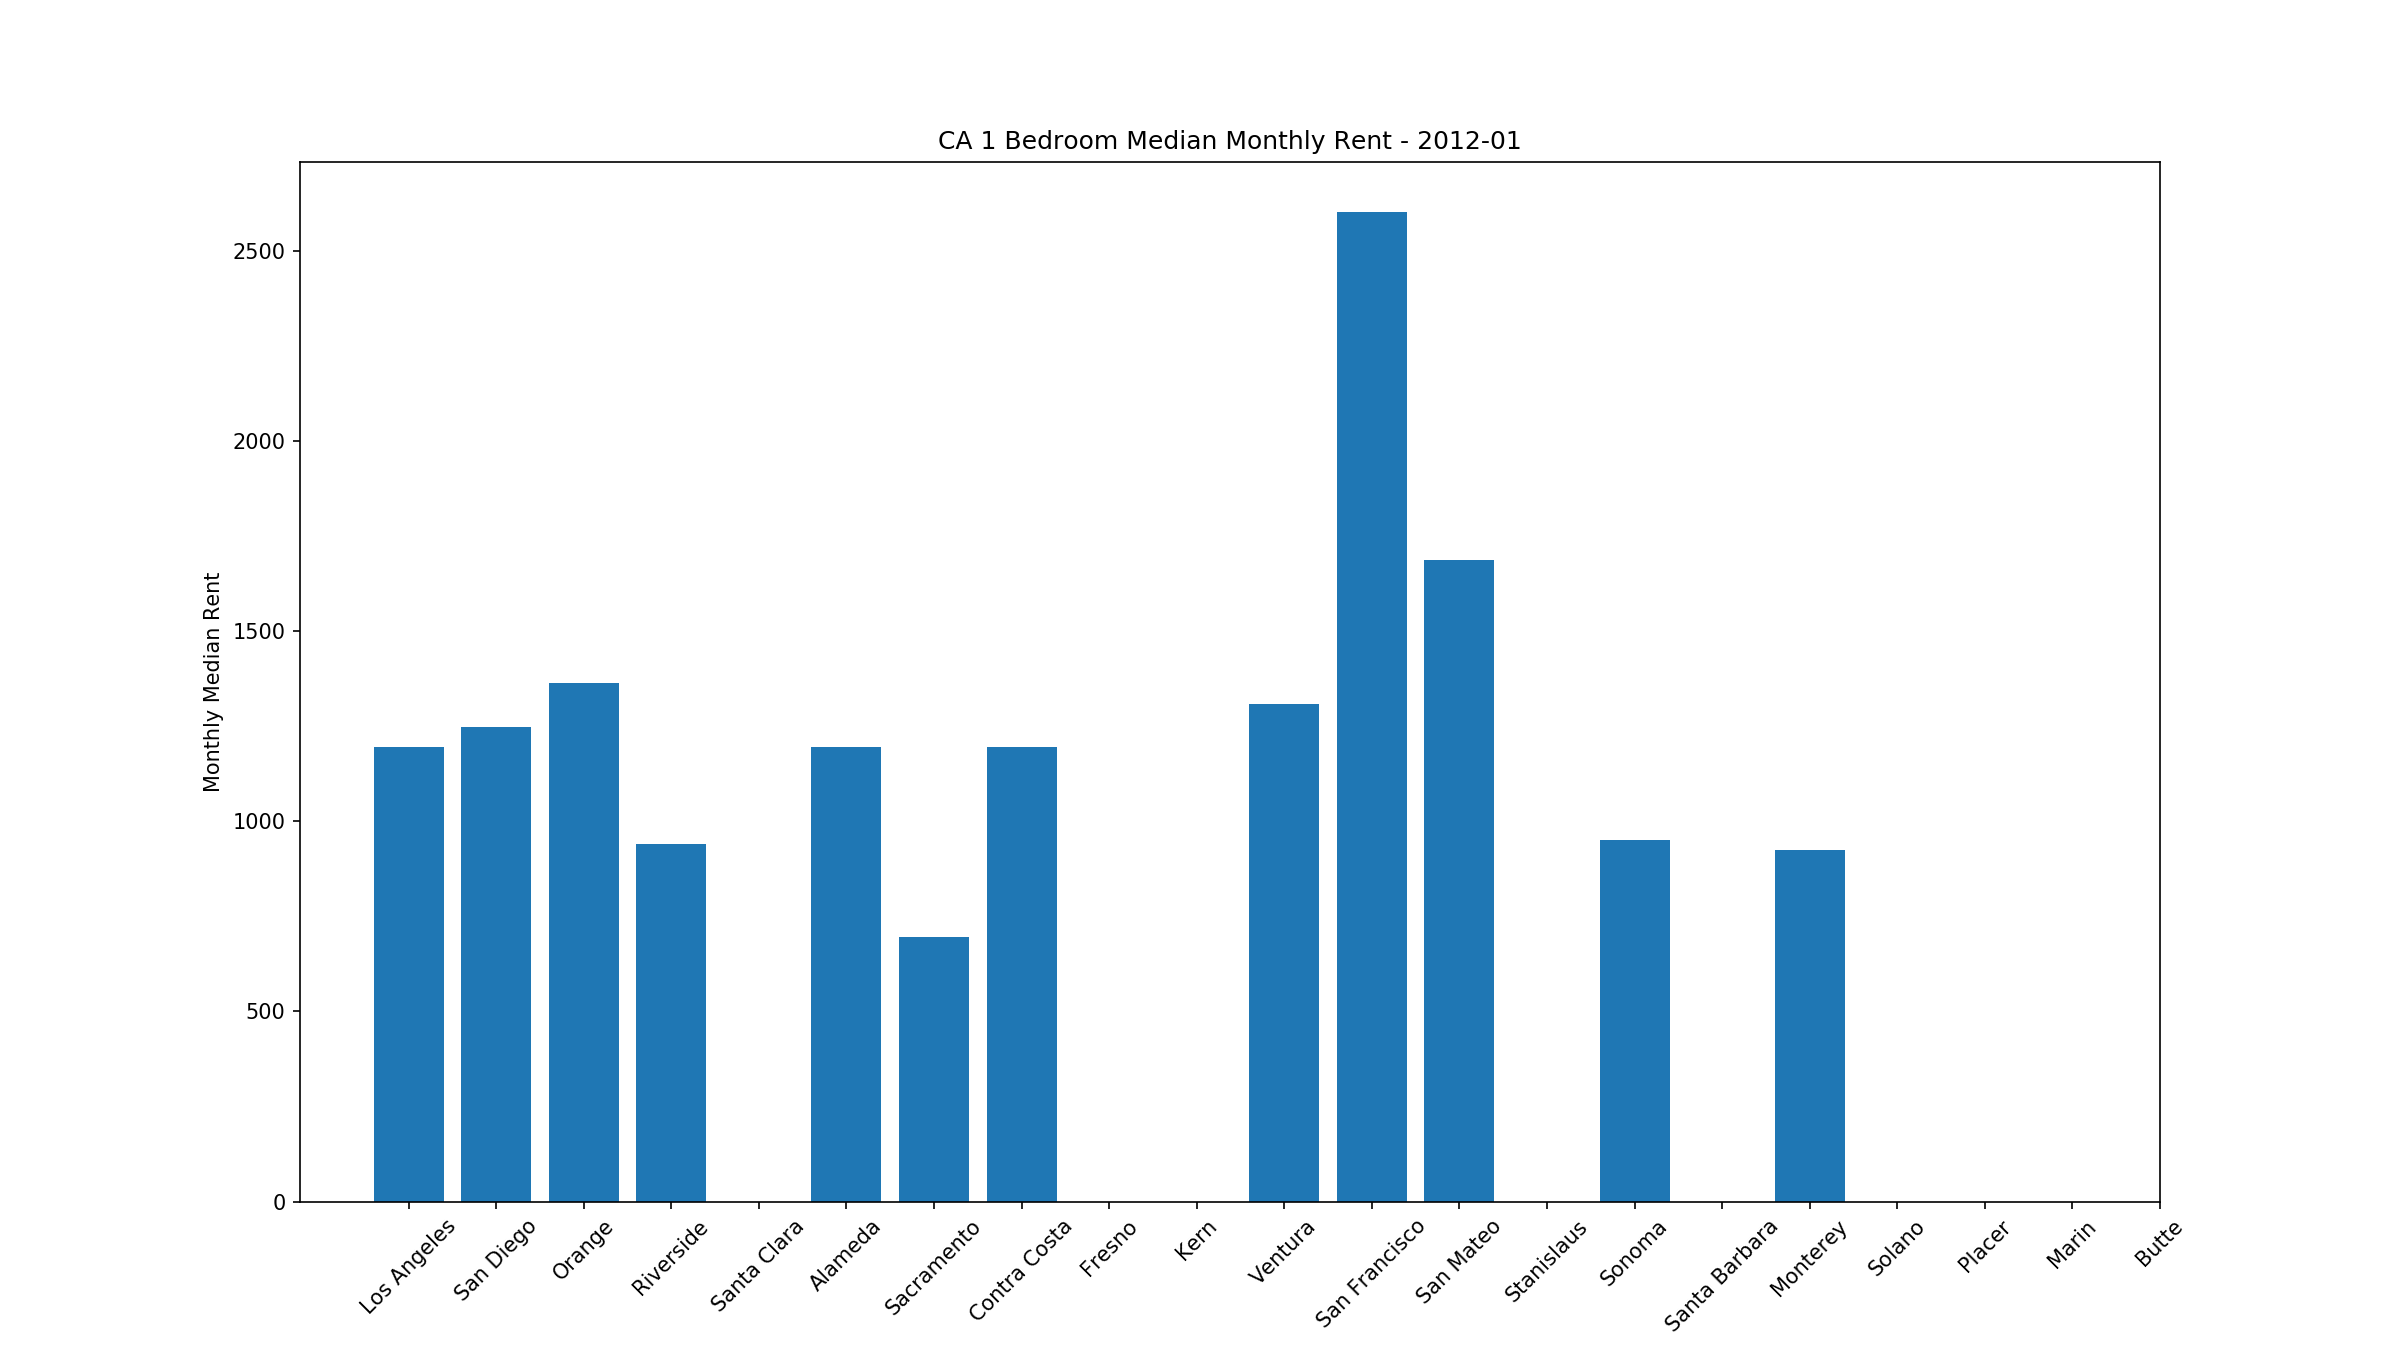 CA 1 Bedroom Median Monthly Rent - 2012-01
Monthly Median Rent
2500
2000
1500
1000
500
0
Los Angeles
San Diego
Orange
Riverside
Santa Clara
Alameda
Sacramento
Contra Costa
Fresno
Kern
Ventura
San Francisco
San Mateo
Stanislaus
Sonoma
Santa Barbara
Monterey
Solano
Placer
Marin
Butte